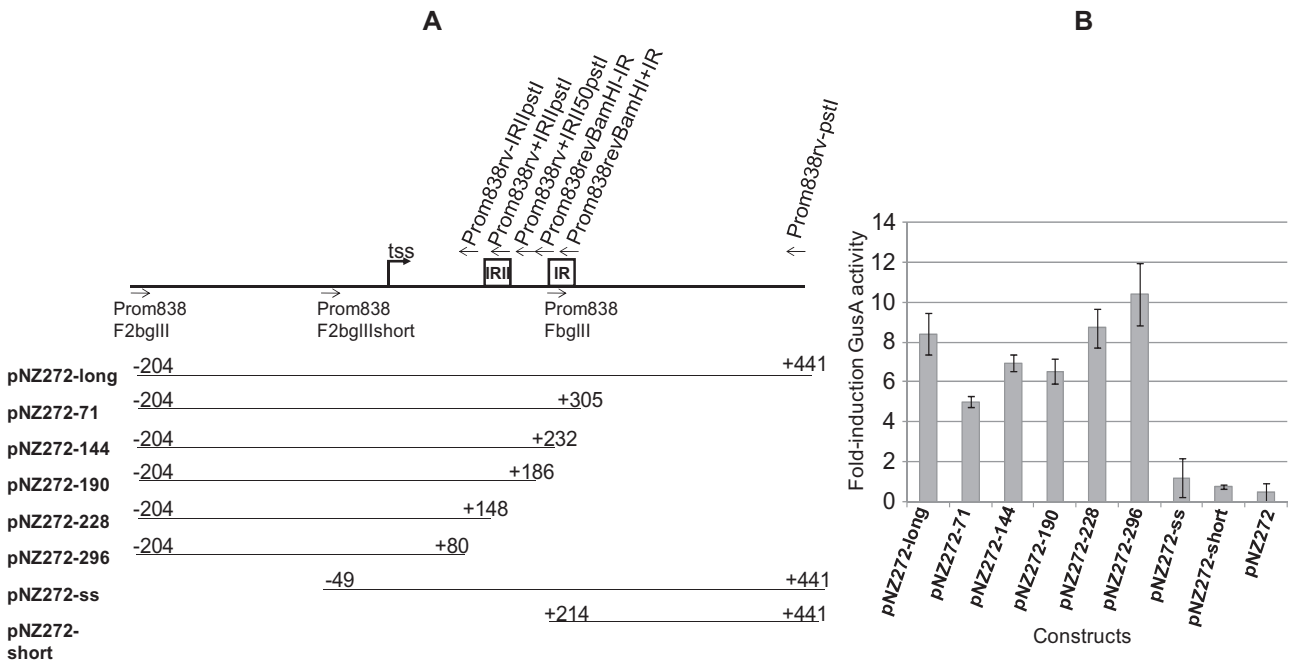 A
Prom838rv-IRIIpstI
Prom838rv+IRIIpstI
Prom838rv+IRII50pstI
Prom838revBamHI-IR
Prom838revBamHI+IR
Prom838rv-pstI
tss
IRII
IR
Prom838
F2bglII
Prom838
F2bglIIshort
Prom838
FbglII
pNZ272-long
-204
+441
pNZ272-71
-204
+305
pNZ272-144
-204
+232
pNZ272-190
-204
+186
pNZ272-228
-204
+148
pNZ272-296
-204
+80
pNZ272-ss
-49
+441
pNZ272-
short
+214
+441
B
Fold-induction GusA activity
14
12
10
8
6
4
2
0
pNZ272-long
pNZ272-71
pNZ272-144
pNZ272-190
pNZ272-228
pNZ272-296
pNZ272-ss
pNZ272-short
pNZ272
Constructs